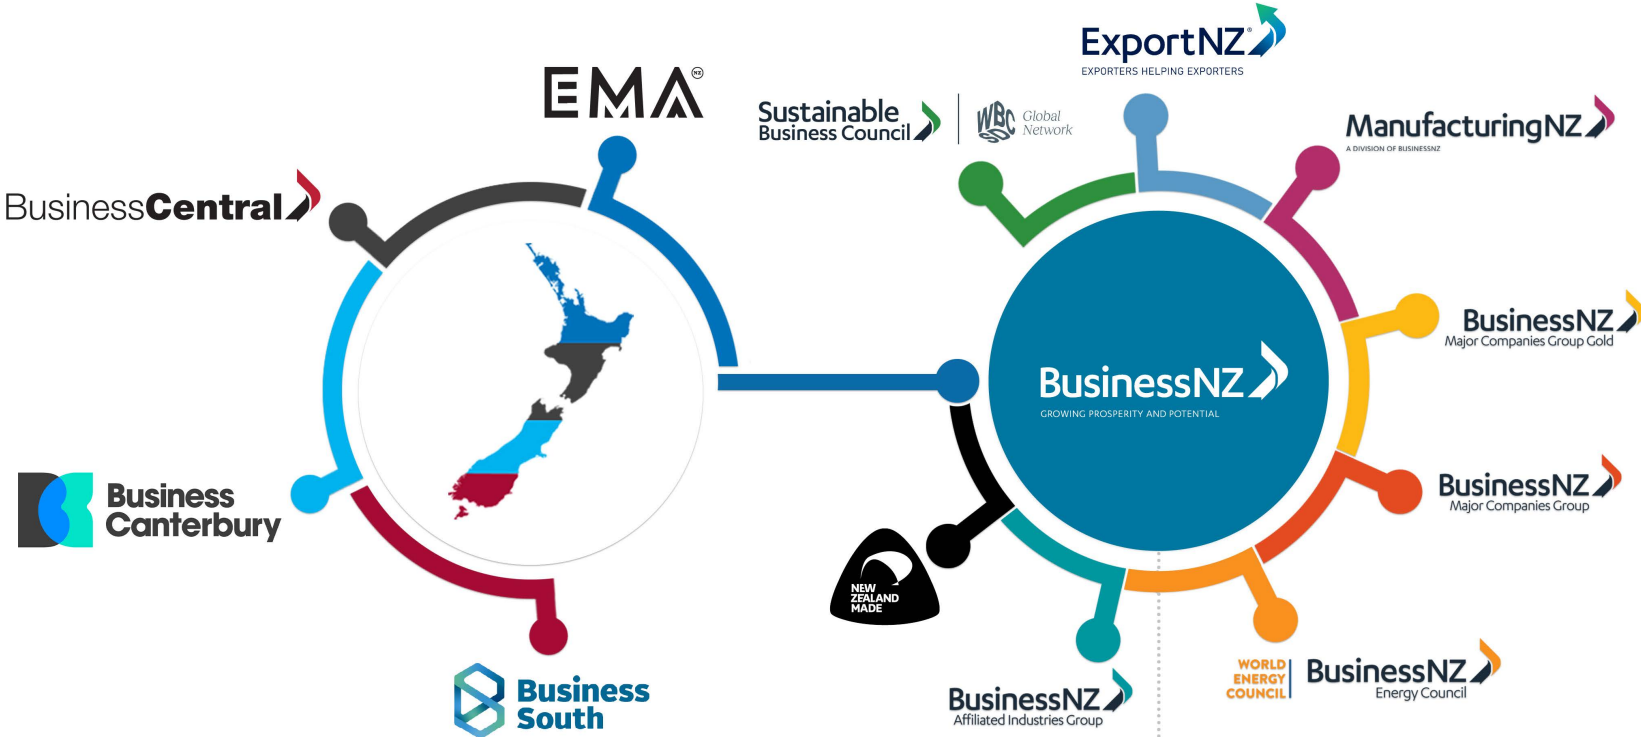 EMA NZ
BusinessCentral
Business
Canterbury
Business
South
Sustainable
Business Council
WBCSD
Global
Network
ExportNZ®
EXPORTERS HELPING EXPORTERS
ManufacturingNZ
A DIVISION OF BUSINESSNZ
BusinessNZ
Major Companies Group Gold
BusinessNZ
GROWING PROSPERITY AND POTENTIAL
BusinessNZ
Major Companies Group
NEW
ZEALAND
MADE
WORLD
ENERGY
COUNCIL
BusinessNZ
Energy Council
BusinessNZ
Affiliated Industries Group